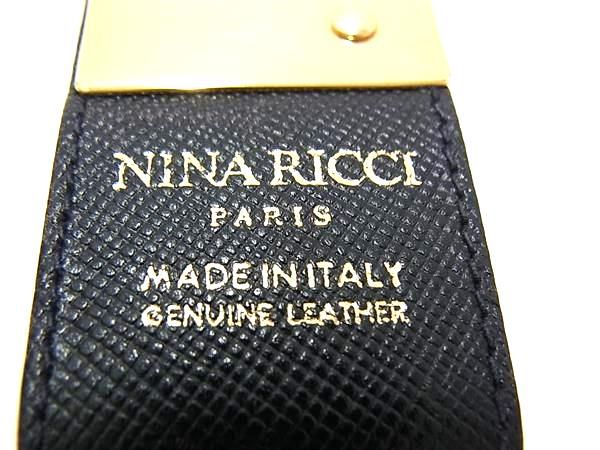 NINA RICCI
PARIS
MADE IN ITALY
GENUINE LEATHER